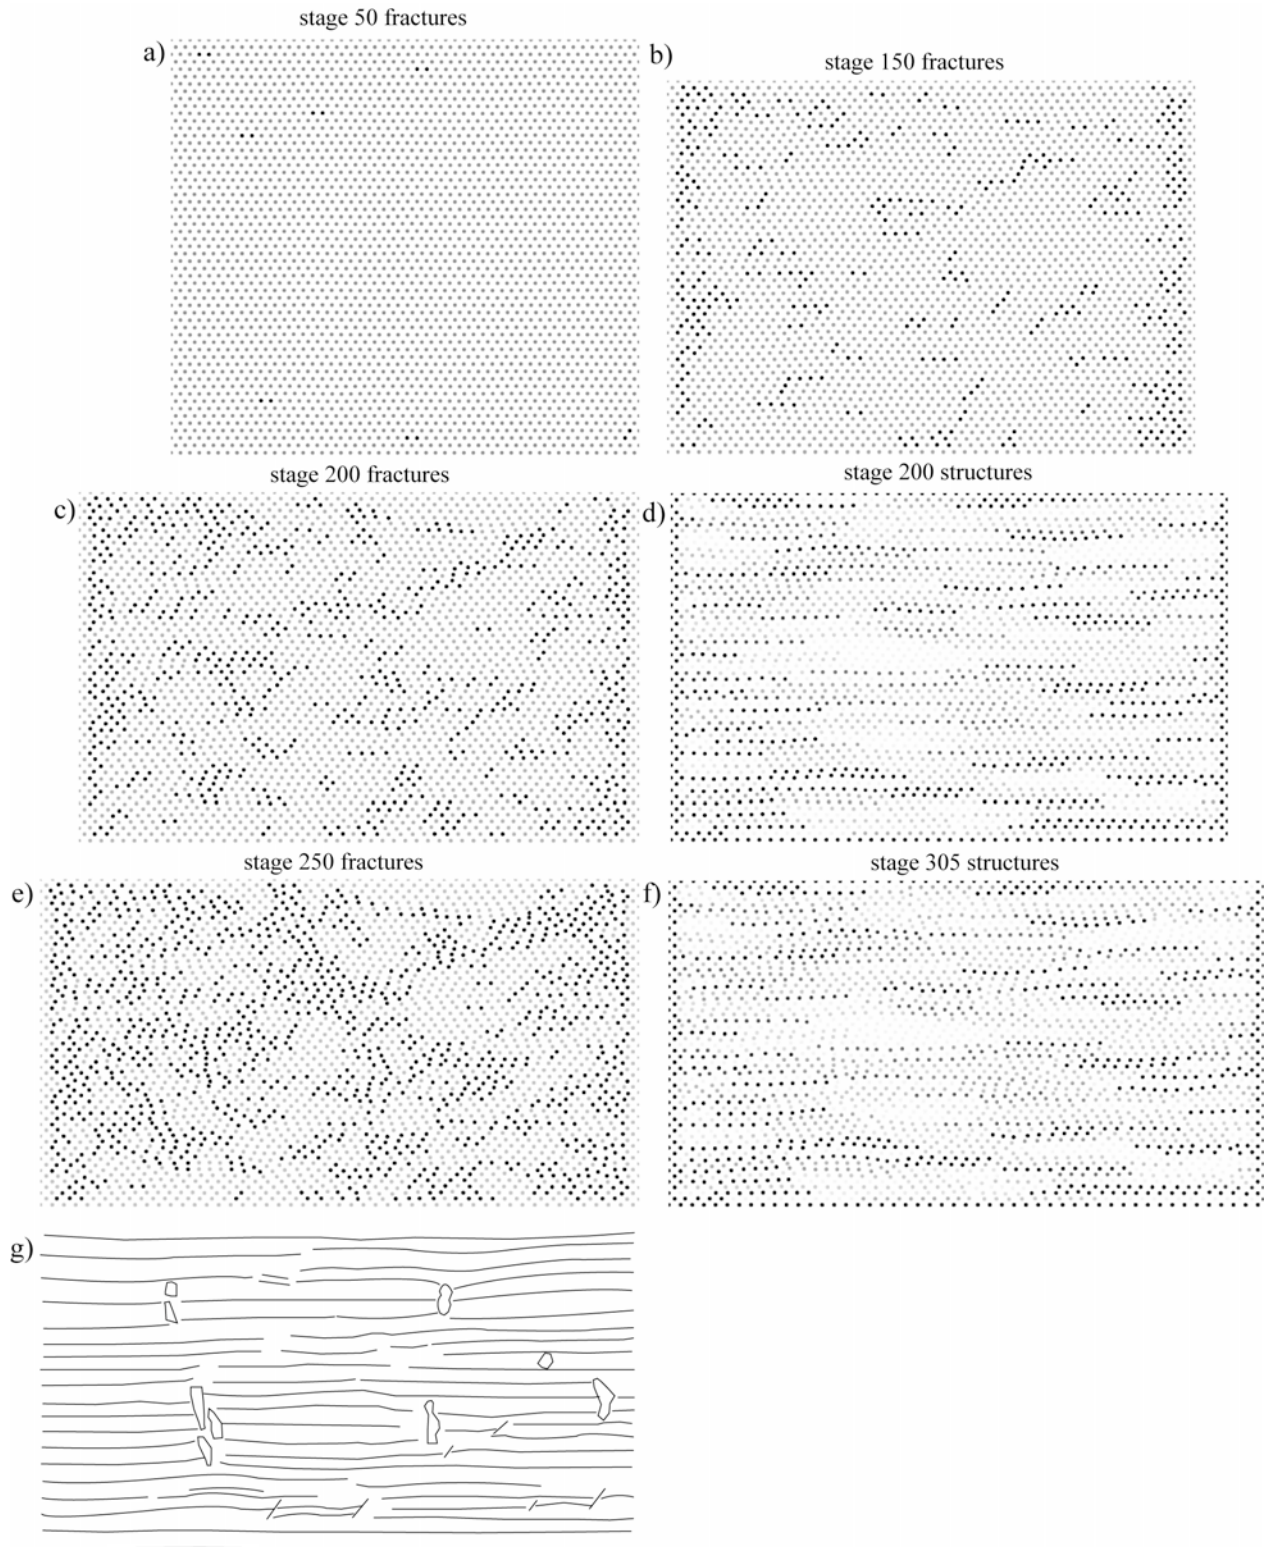 stage 50 fractures
a)
b)
stage 150 fractures
stage 200 fractures
c)
stage 200 structures
d)
stage 250 fractures
e)
stage 305 structures
f)
g)